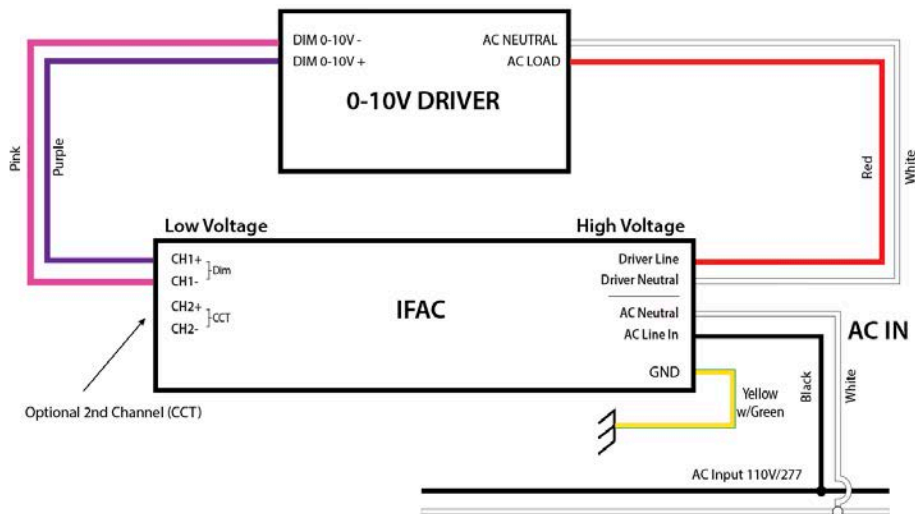 DIM 0-10V -
AC NEUTRAL
DIM 0-10V +
AC LOAD
0-10V DRIVER
Pink
Purple
Red
White
Low Voltage
High Voltage
CH1+
CH1-
Dim
CH2+
CH2-
CCT
IFAC
Driver Line
Driver Neutral
AC Neutral
AC Line In
GND
AC IN
Optional 2nd Channel (CCT)
Yellow
w/Green
Black
White
AC Input 110V/277